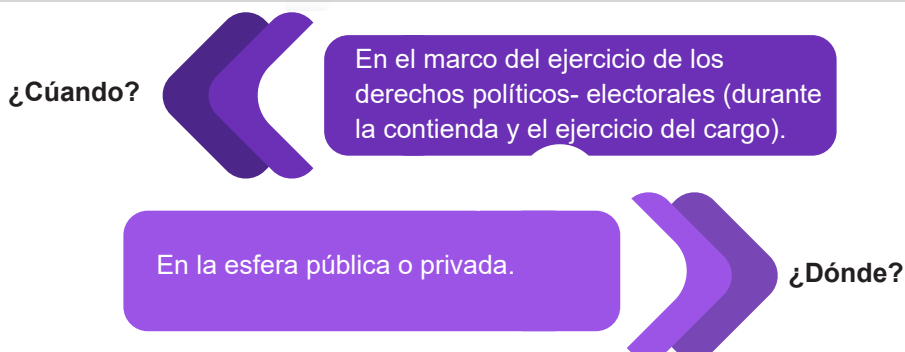 ¿Cúando?
En el marco del ejercicio de los
derechos políticos- electorales (durante
la contienda y el ejercicio del cargo).
En la esfera pública o privada.
¿Dónde?